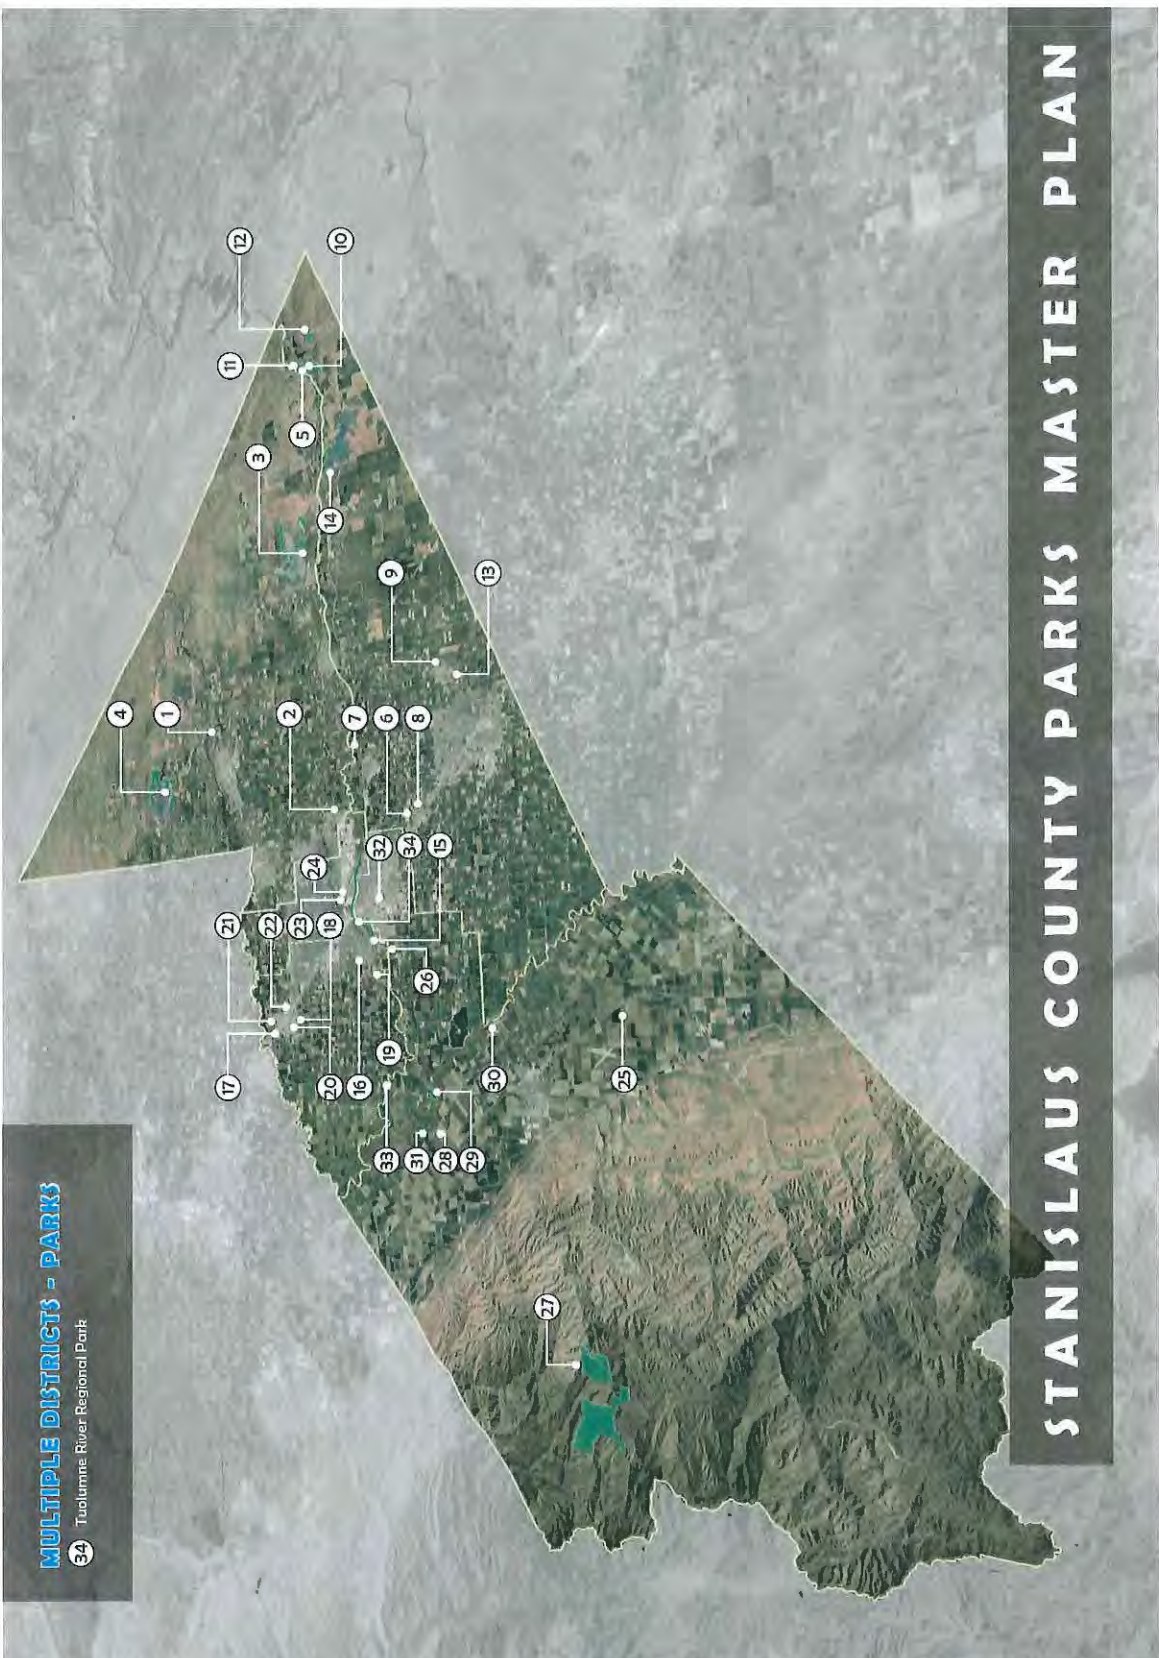 MULTIPLE DISTRICTS - PARKS
34 Tuolumne River Regional Park
4
1
17 21 11 12
3
22
2
23 5
24
20 18 14 10
16 7
33 19 32 6 9
31 34 8
26
28 15
29
30 13
27
25
STANISLAUS COUNTY PARKS MASTER PLAN